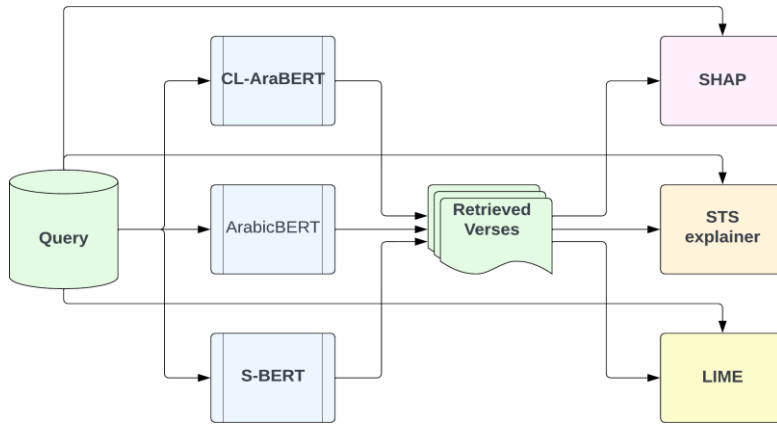 CL-AraBERT
SHAP
Query
ArabicBERT
Retrieved
Verses
STS
explainer
S-BERT
LIME